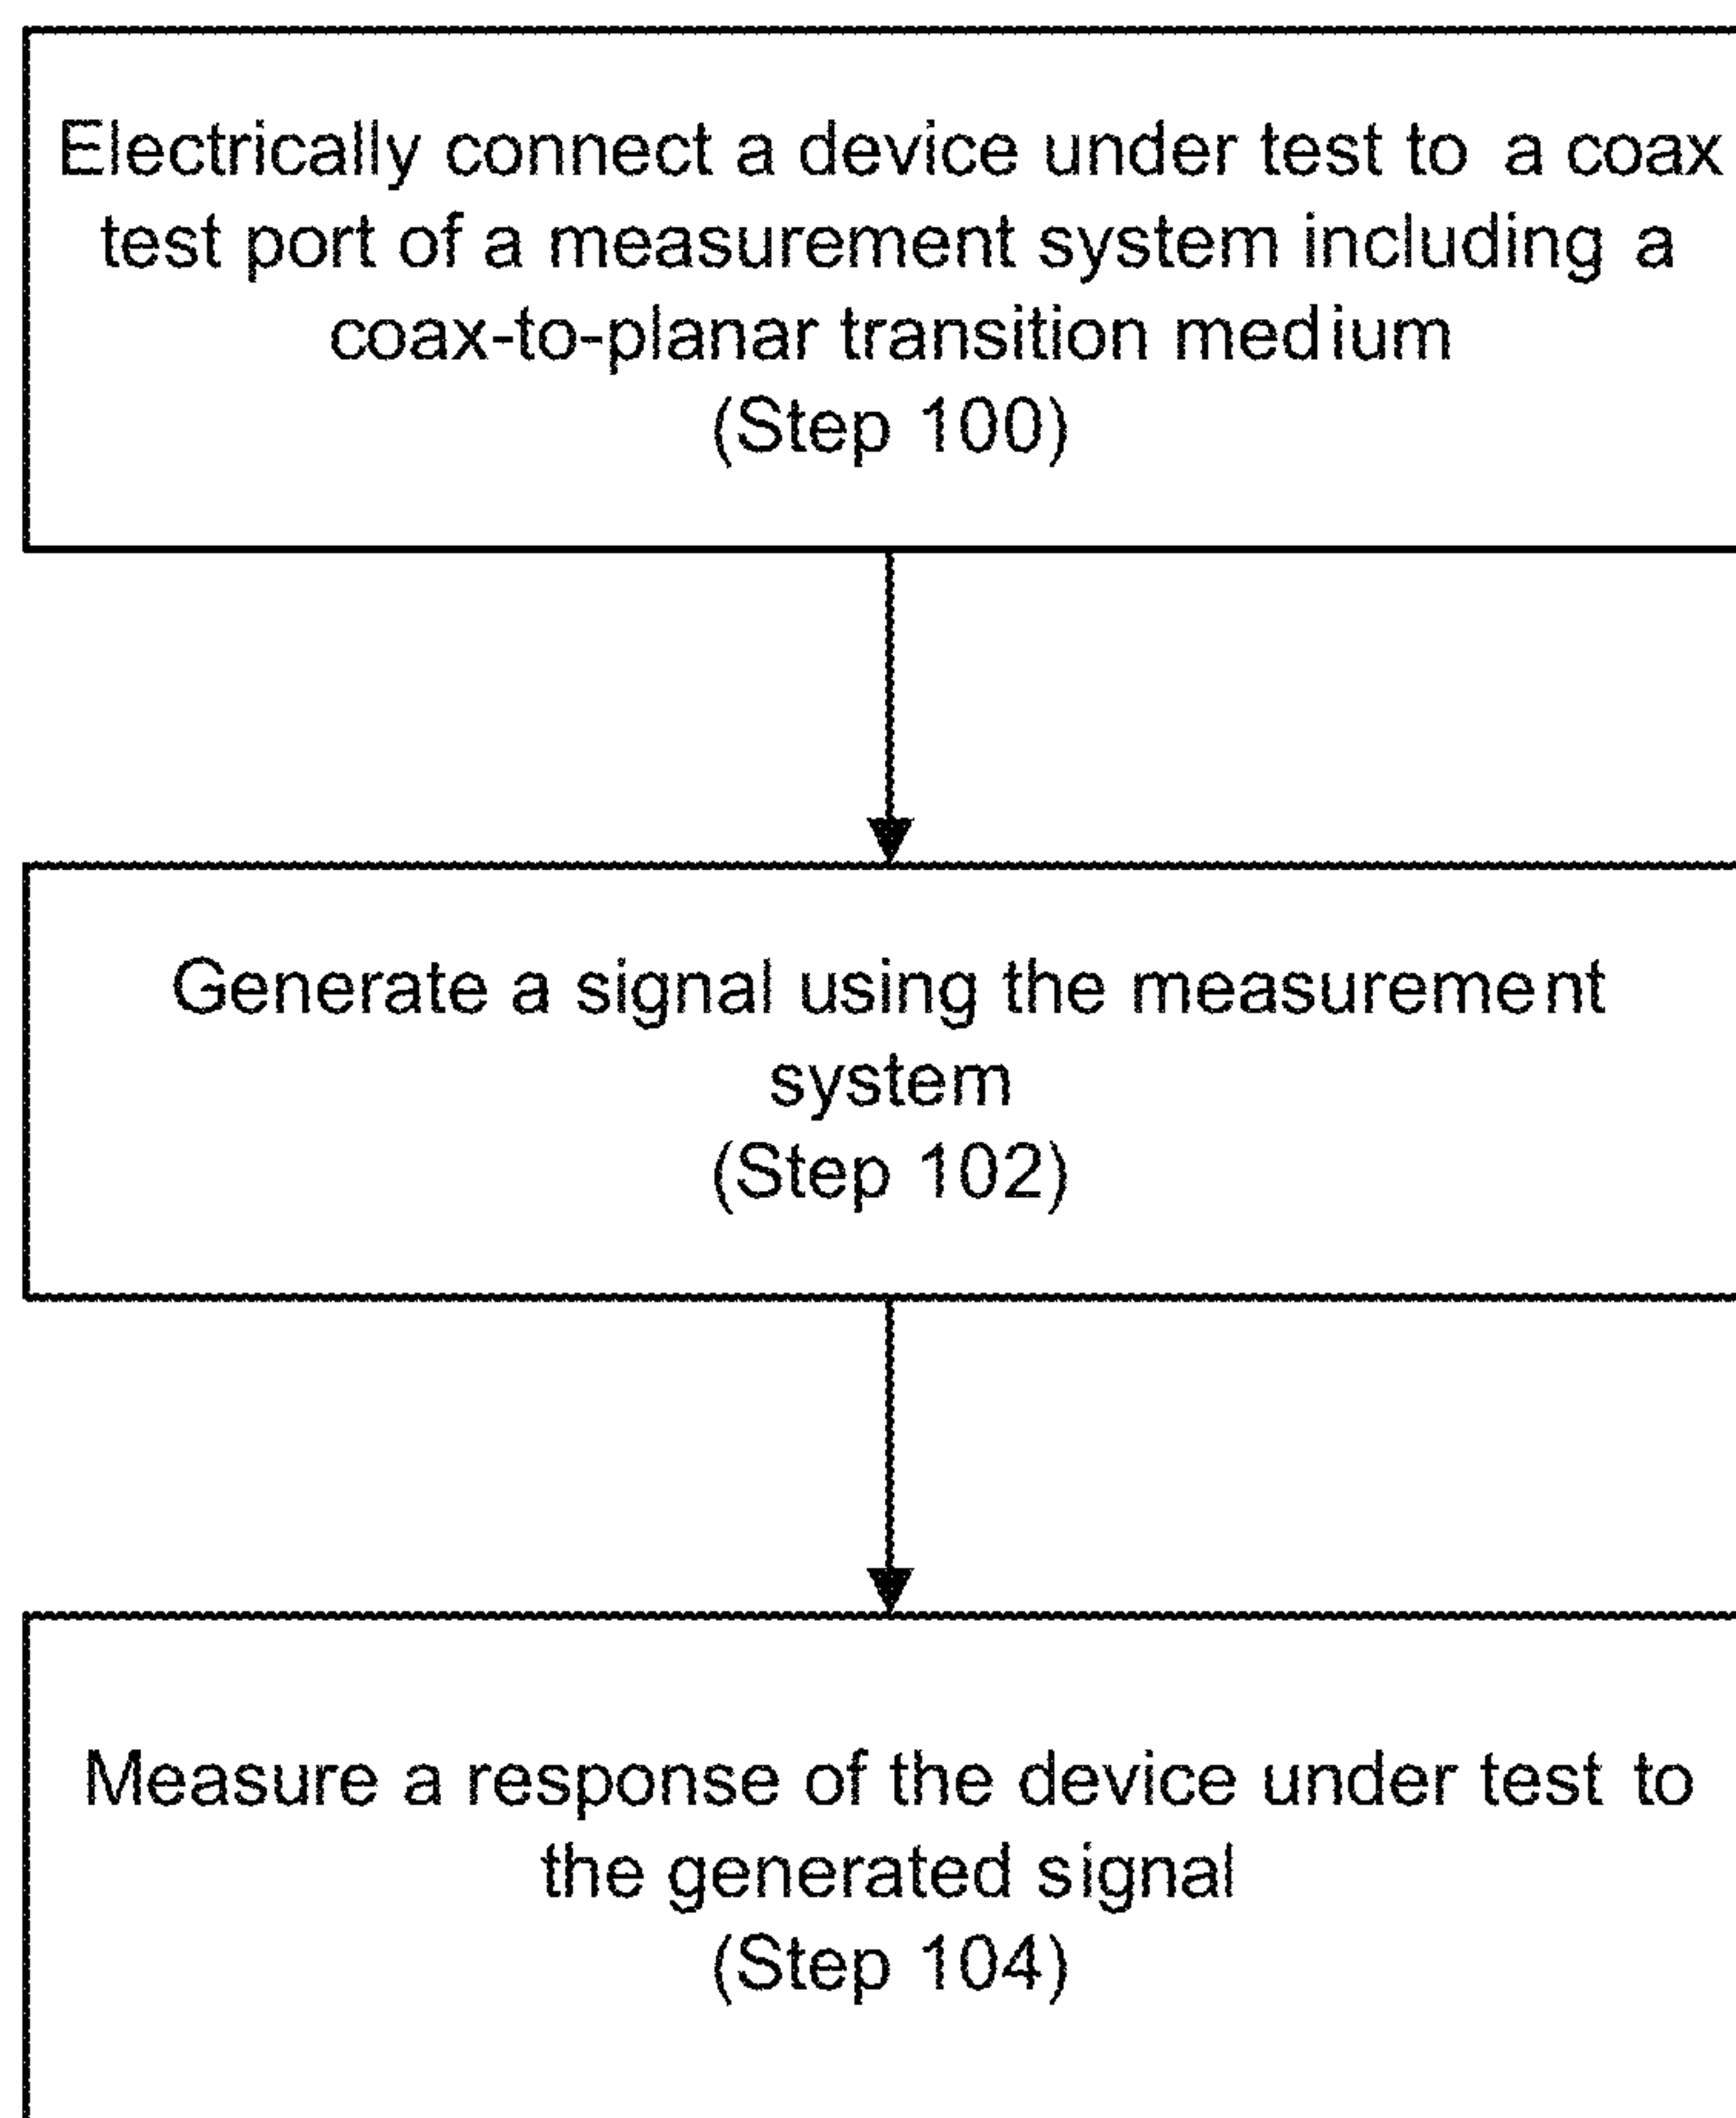 Electrically connect a device under test to a coax
test port of a measurement system including a
coax-to-planar transition medium
(Step 100)
Generate a signal using the measurement
system
(Step 102)
Measure a response of the device under test to
the generated signal
(Step 104)